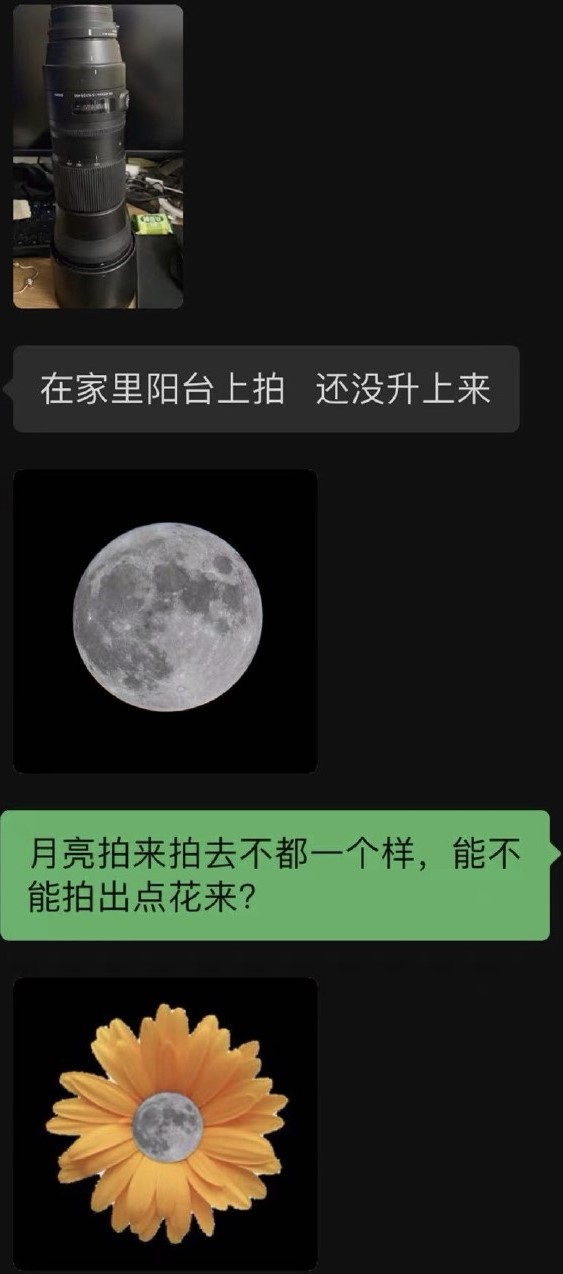 在家里阳台上拍 还没升上来
月亮拍来拍去不都一个样，能不
能拍出点花来？